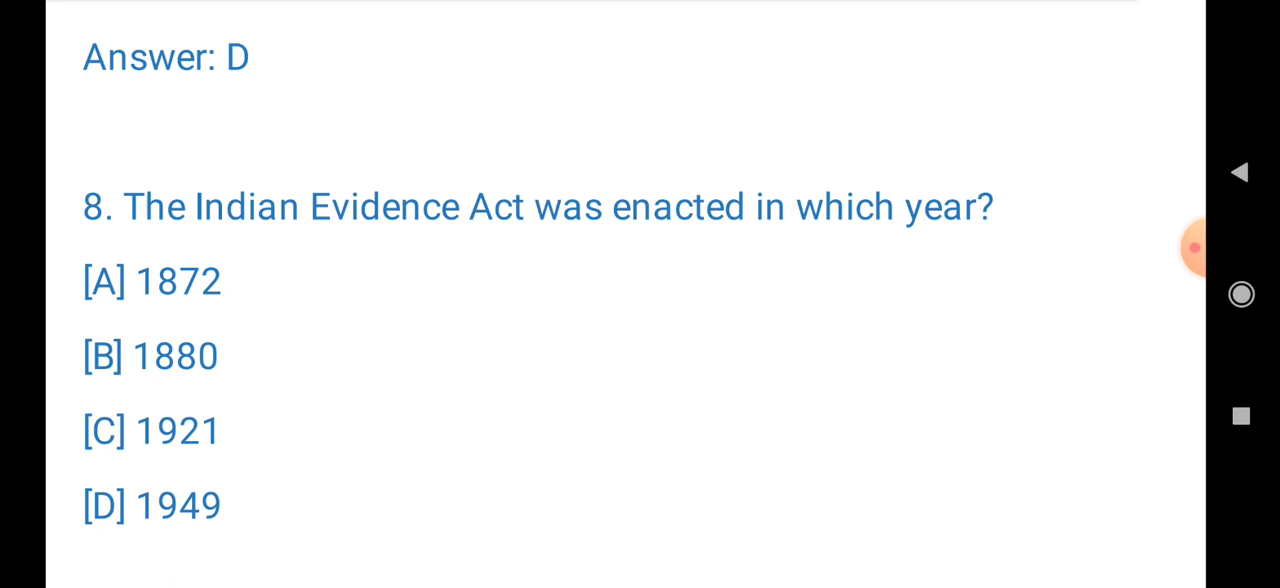 Answer: D
8. The Indian Evidence Act was enacted in which year?
[A] 1872
[B] 1880
[C] 1921
[D] 1949